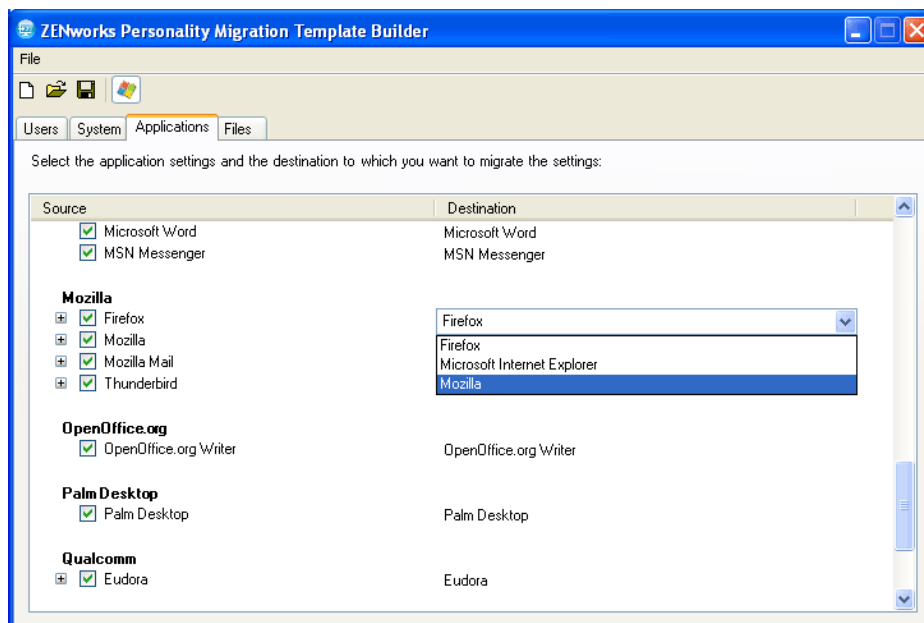 ZENworks Personality Migration Template Builder
File
Users System Applications Files
Select the application settings and the destination to which you want to migrate the settings:
Source Destination
Microsoft Word Microsoft Word
MSN Messenger MSN Messenger
Mozilla
Firefox Firefox
Mozilla Firefox
Mozilla Mail Microsoft Internet Explorer
Thunderbird Mozilla
OpenOffice.org
OpenOffice.org Writer OpenOffice.org Writer
Palm Desktop
Palm Desktop Palm Desktop
Qualcomm
Eudora Eudora